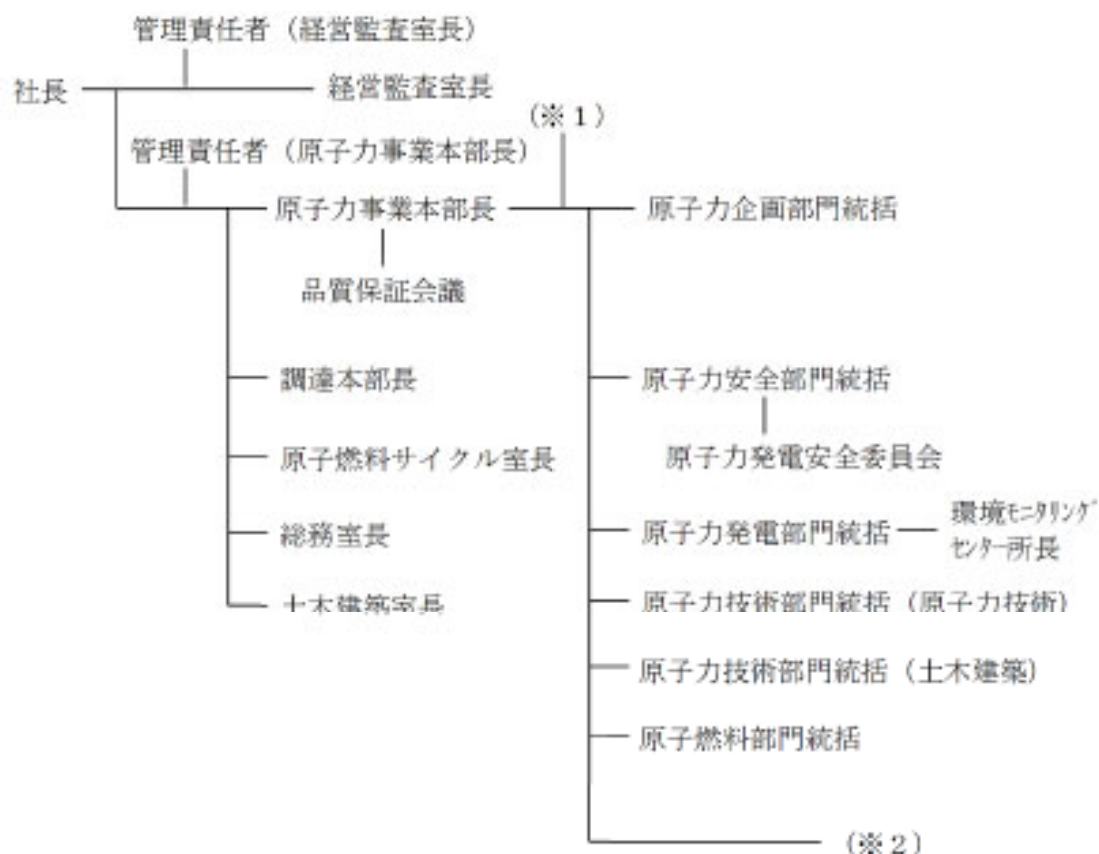 管理責任者（経営監査室長）
社長
経営監査室長
（※１）
管理責任者（原子力事業本部長）
原子力事業本部長
原子力企画部門統括
品質保証会議
調達本部長
原子力安全部門統括
原子燃料サイクル室長
原子力発電安全委員会
総務室長
原子力発電部門統括
環境ﾓﾆﾀﾘﾝｸﾞ
ｾﾝﾀｰ所長
土木建築室長
原子力技術部門統括（原子力技術）
原子力技術部門統括（土木建築）
原子燃料部門統括
（※２）